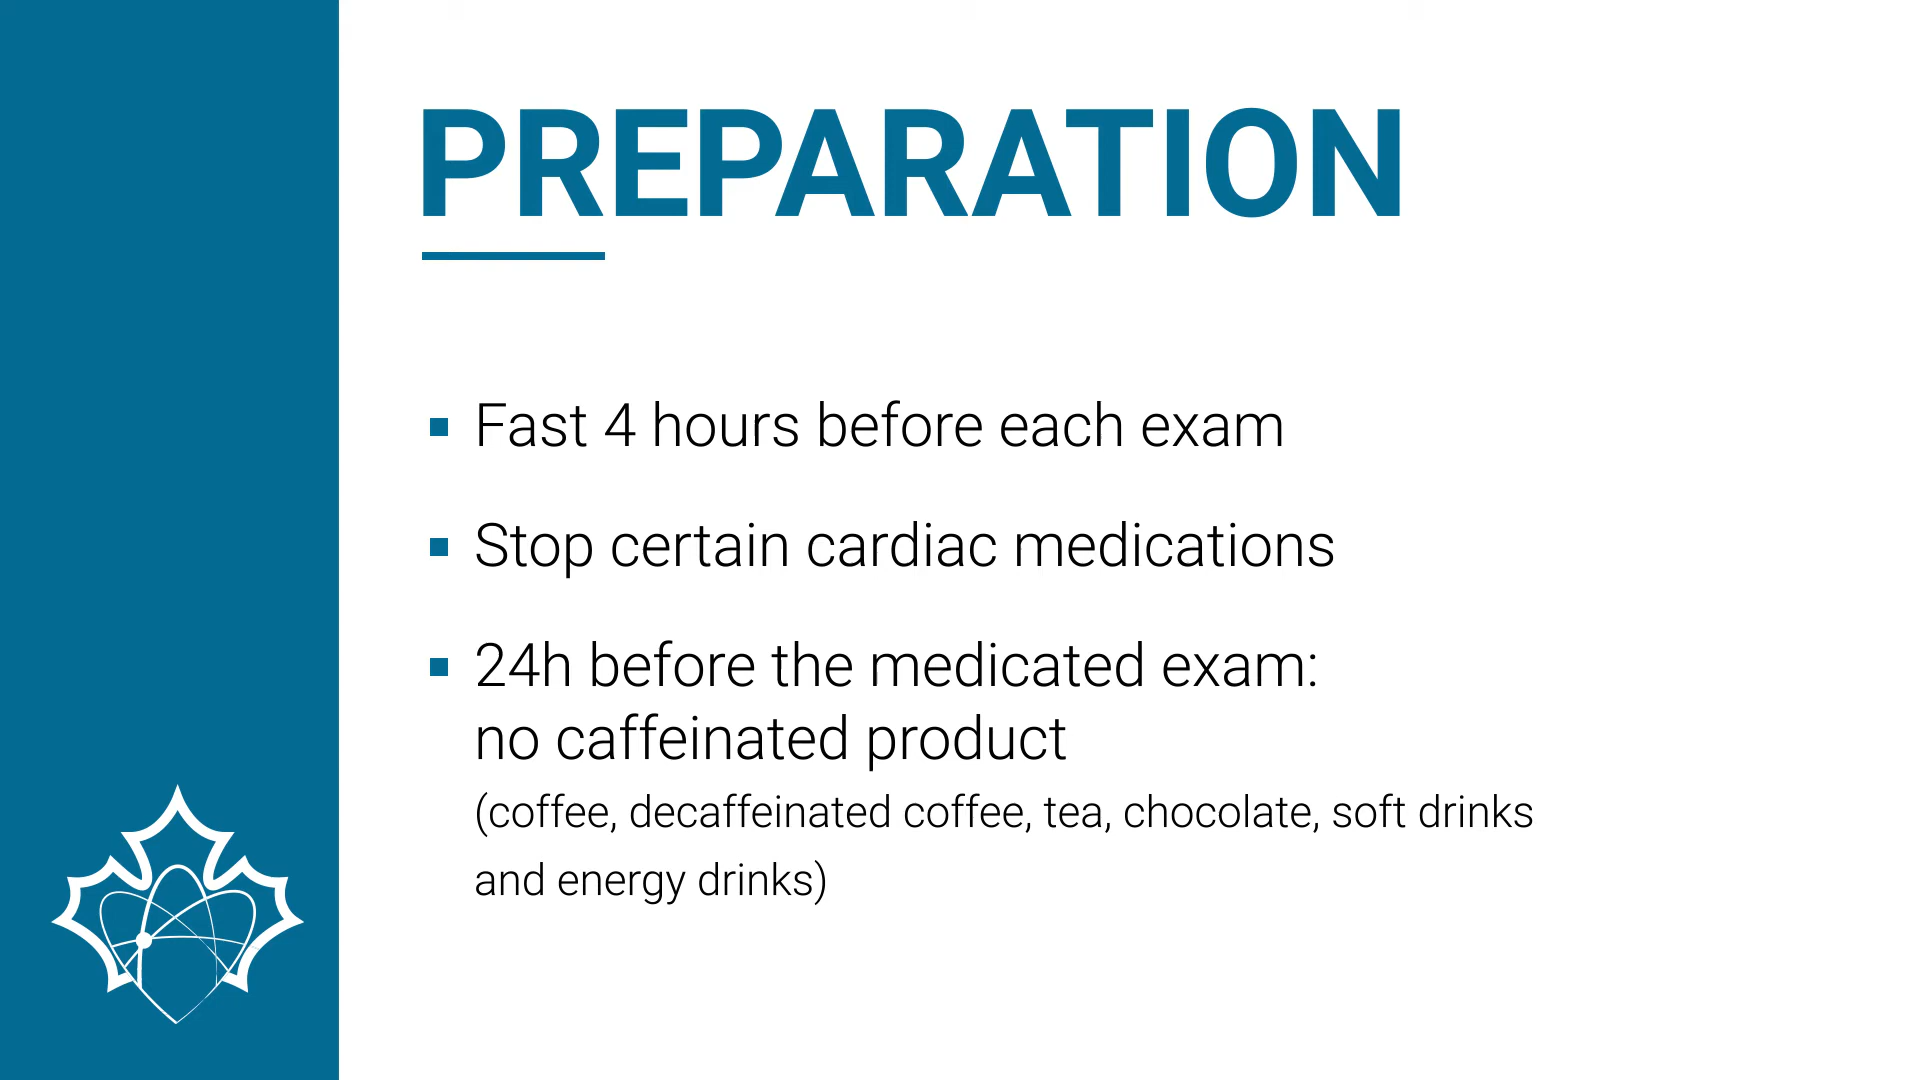 PREPARATION
Fast 4 hours before each exam
Stop certain cardiac medications
24h before the medicated exam:
no caffeinated product
(coffee, decaffeinated coffee, tea, chocolate, soft drinks
and energy drinks)